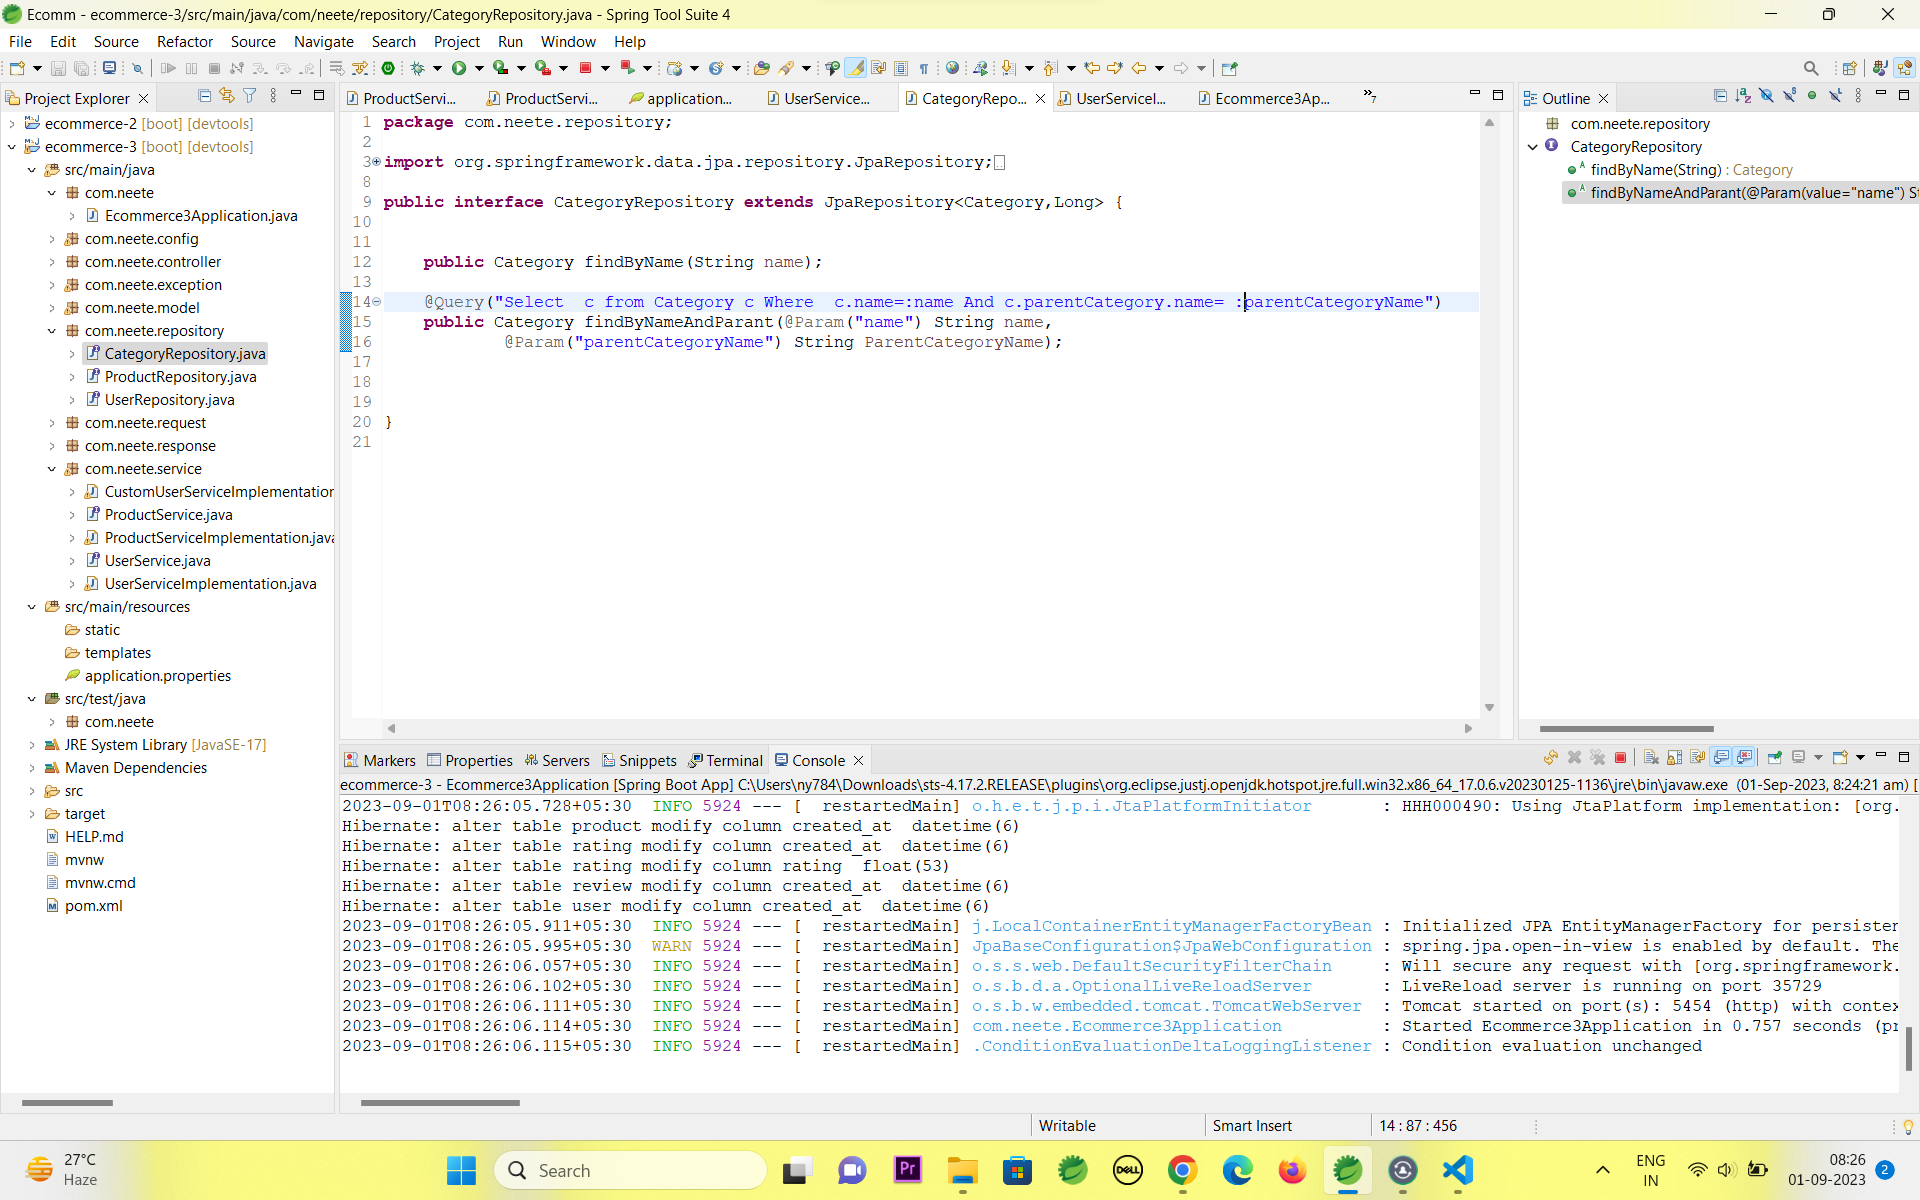 Ecomm - ecommerce-3/src/main/java/com/neete/repository/CategoryRepository.java - Spring Tool Suite 4
File Edit Source Refactor Source Navigate Search Project Run Window Help
Project Explorer
ecommerce-2 [boot] [devtools]
ecommerce-3 [boot] [devtools]
src/main/java
com.neete
Ecommerce3Application.java
com.neete.config
com.neete.controller
com.neete.exception
com.neete.model
com.neete.repository
CategoryRepository.java
ProductRepository.java
UserRepository.java
com.neete.request
com.neete.response
com.neete.service
CustomUserServiceImplementation
ProductService.java
ProductServiceImplementation.java
UserService.java
UserServiceImplementation.java
src/main/resources
static
templates
application.properties
src/test/java
com.neete
JRE System Library [JavaSE-17]
Maven Dependencies
src
target
HELP.md
mvnw
mvnw.cmd
pom.xml
ProductServi... ProductServi... application... UserService... CategoryRepo... UserServiceI... Ecommerce3Ap... »7
1 package com.neete.repository;
2
3 import org.springframework.data.jpa.repository.JpaRepository;
8
9 public interface CategoryRepository extends JpaRepository<Category,Long> {
10
11
12 public Category findByName(String name);
13
14 @Query("Select  c from Category c Where  c.name=:name And c.parentCategory.name= :parentCategoryName")
15 public Category findByNameAndParant(@Param("name") String name,
16 @Param("parentCategoryName") String ParentCategoryName);
17
18
19
20 }
21
Outline
com.neete.repository
CategoryRepository
findByName(String) : Category
findByNameAndParant(@Param(value="name") St
Markers Properties Servers Snippets Terminal Console
ecommerce-3 - Ecommerce3Application [Spring Boot App] C:\Users\ny784\Downloads\sts-4.17.2.RELEASE\plugins\org.eclipse.justj.openjdk.hotspot.jre.full.win32.x86_64_17.0.6.v20230125-1136\jre\bin\javaw.exe (01-Sep-2023, 8:24:21 am) [
2023-09-01T08:26:05.728+05:30  INFO 5924 --- [  restartedMain] o.h.e.t.j.p.i.JtaPlatformInitiator       : HHH000490: Using JtaPlatform implementation: [org.
Hibernate: alter table product modify column created_at  datetime(6)
Hibernate: alter table rating modify column created_at  datetime(6)
Hibernate: alter table rating modify column rating  float(53)
Hibernate: alter table review modify column created_at  datetime(6)
Hibernate: alter table user modify column created_at  datetime(6)
2023-09-01T08:26:05.911+05:30  INFO 5924 --- [  restartedMain] j.LocalContainerEntityManagerFactoryBean : Initialized JPA EntityManagerFactory for persisten
2023-09-01T08:26:05.995+05:30  WARN 5924 --- [  restartedMain] JpaBaseConfiguration$JpaWebConfiguration : spring.jpa.open-in-view is enabled by default. The
2023-09-01T08:26:06.057+05:30  INFO 5924 --- [  restartedMain] o.s.s.web.DefaultSecurityFilterChain     : Will secure any request with [org.springframework.
2023-09-01T08:26:06.102+05:30  INFO 5924 --- [  restartedMain] o.s.b.d.a.OptionalLiveReloadServer       : LiveReload server is running on port 35729
2023-09-01T08:26:06.111+05:30  INFO 5924 --- [  restartedMain] o.s.b.w.embedded.tomcat.TomcatWebServer  : Tomcat started on port(s): 5454 (http) with contex
2023-09-01T08:26:06.114+05:30  INFO 5924 --- [  restartedMain] com.neete.Ecommerce3Application          : Started Ecommerce3Application in 0.757 seconds (pr
2023-09-01T08:26:06.115+05:30  INFO 5924 --- [  restartedMain] .ConditionEvaluationDeltaLoggingListener : Condition evaluation unchanged
Writable Smart Insert 14 : 87 : 456
27°C
Haze
Search
Pr
DELL
ENG
IN
08:26
01-09-2023
2